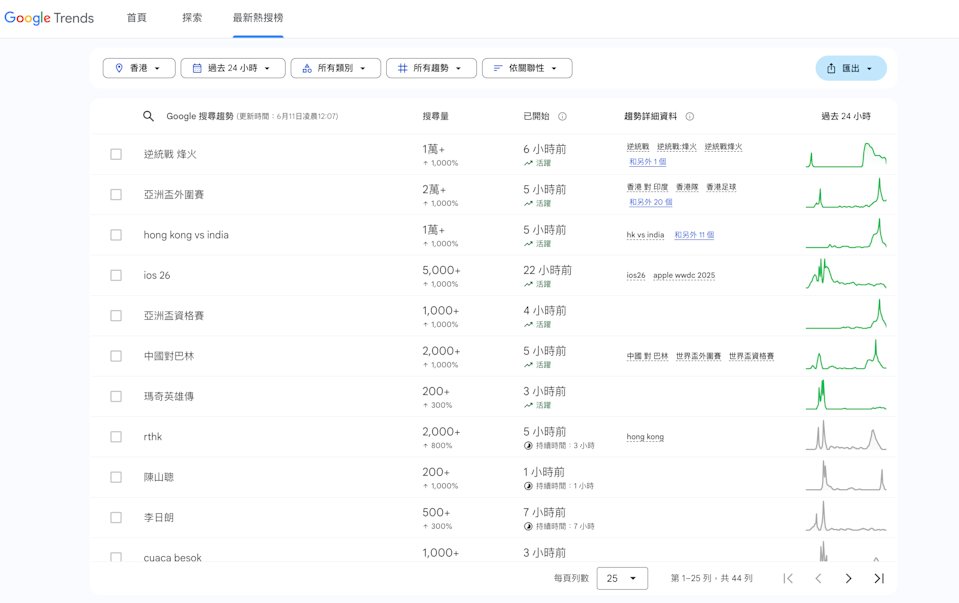 Google Trends 首頁 探索 最新熱搜榜
香港 過去 24 小時 所有類別 所有趨勢 依關聯性 匯出
Google 搜尋趨勢 (更新時間：6月11日凌晨12:07) 搜尋量 已開始 趨勢詳細資料 過去 24 小時
逆統戰 烽火 1萬+ 6 小時前 逆統戰 逆統戰:烽火 逆統戰烽火
↑ 1,000% 活躍 和另外 1 個
亞洲盃外圍賽 2萬+ 5 小時前 香港 對 印度 香港隊 香港足球
↑ 1,000% 活躍 和另外 20 個
hong kong vs india 1萬+ 5 小時前 hk vs india 和另外 11 個
↑ 1,000% 活躍
ios 26 5,000+ 22 小時前 ios26 apple wwdc 2025
↑ 1,000% 活躍
亞洲盃資格賽 1,000+ 4 小時前
↑ 1,000% 活躍
中國對巴林 2,000+ 5 小時前 中國 對 巴林 世界盃外圍賽 世界盃資格賽
↑ 1,000% 活躍
瑪奇英雄傳 200+ 3 小時前
↑ 300% 活躍
rthk 2,000+ 5 小時前 hong kong
↑ 800% 持續時間：3 小時
陳山聰 200+ 1 小時前
↑ 1,000% 持續時間：1 小時
李日朗 500+ 7 小時前
↑ 300% 持續時間：7 小時
cuaca besok 1,000+ 3 小時前
每頁列數 25 第 1–25 列，共 44 列